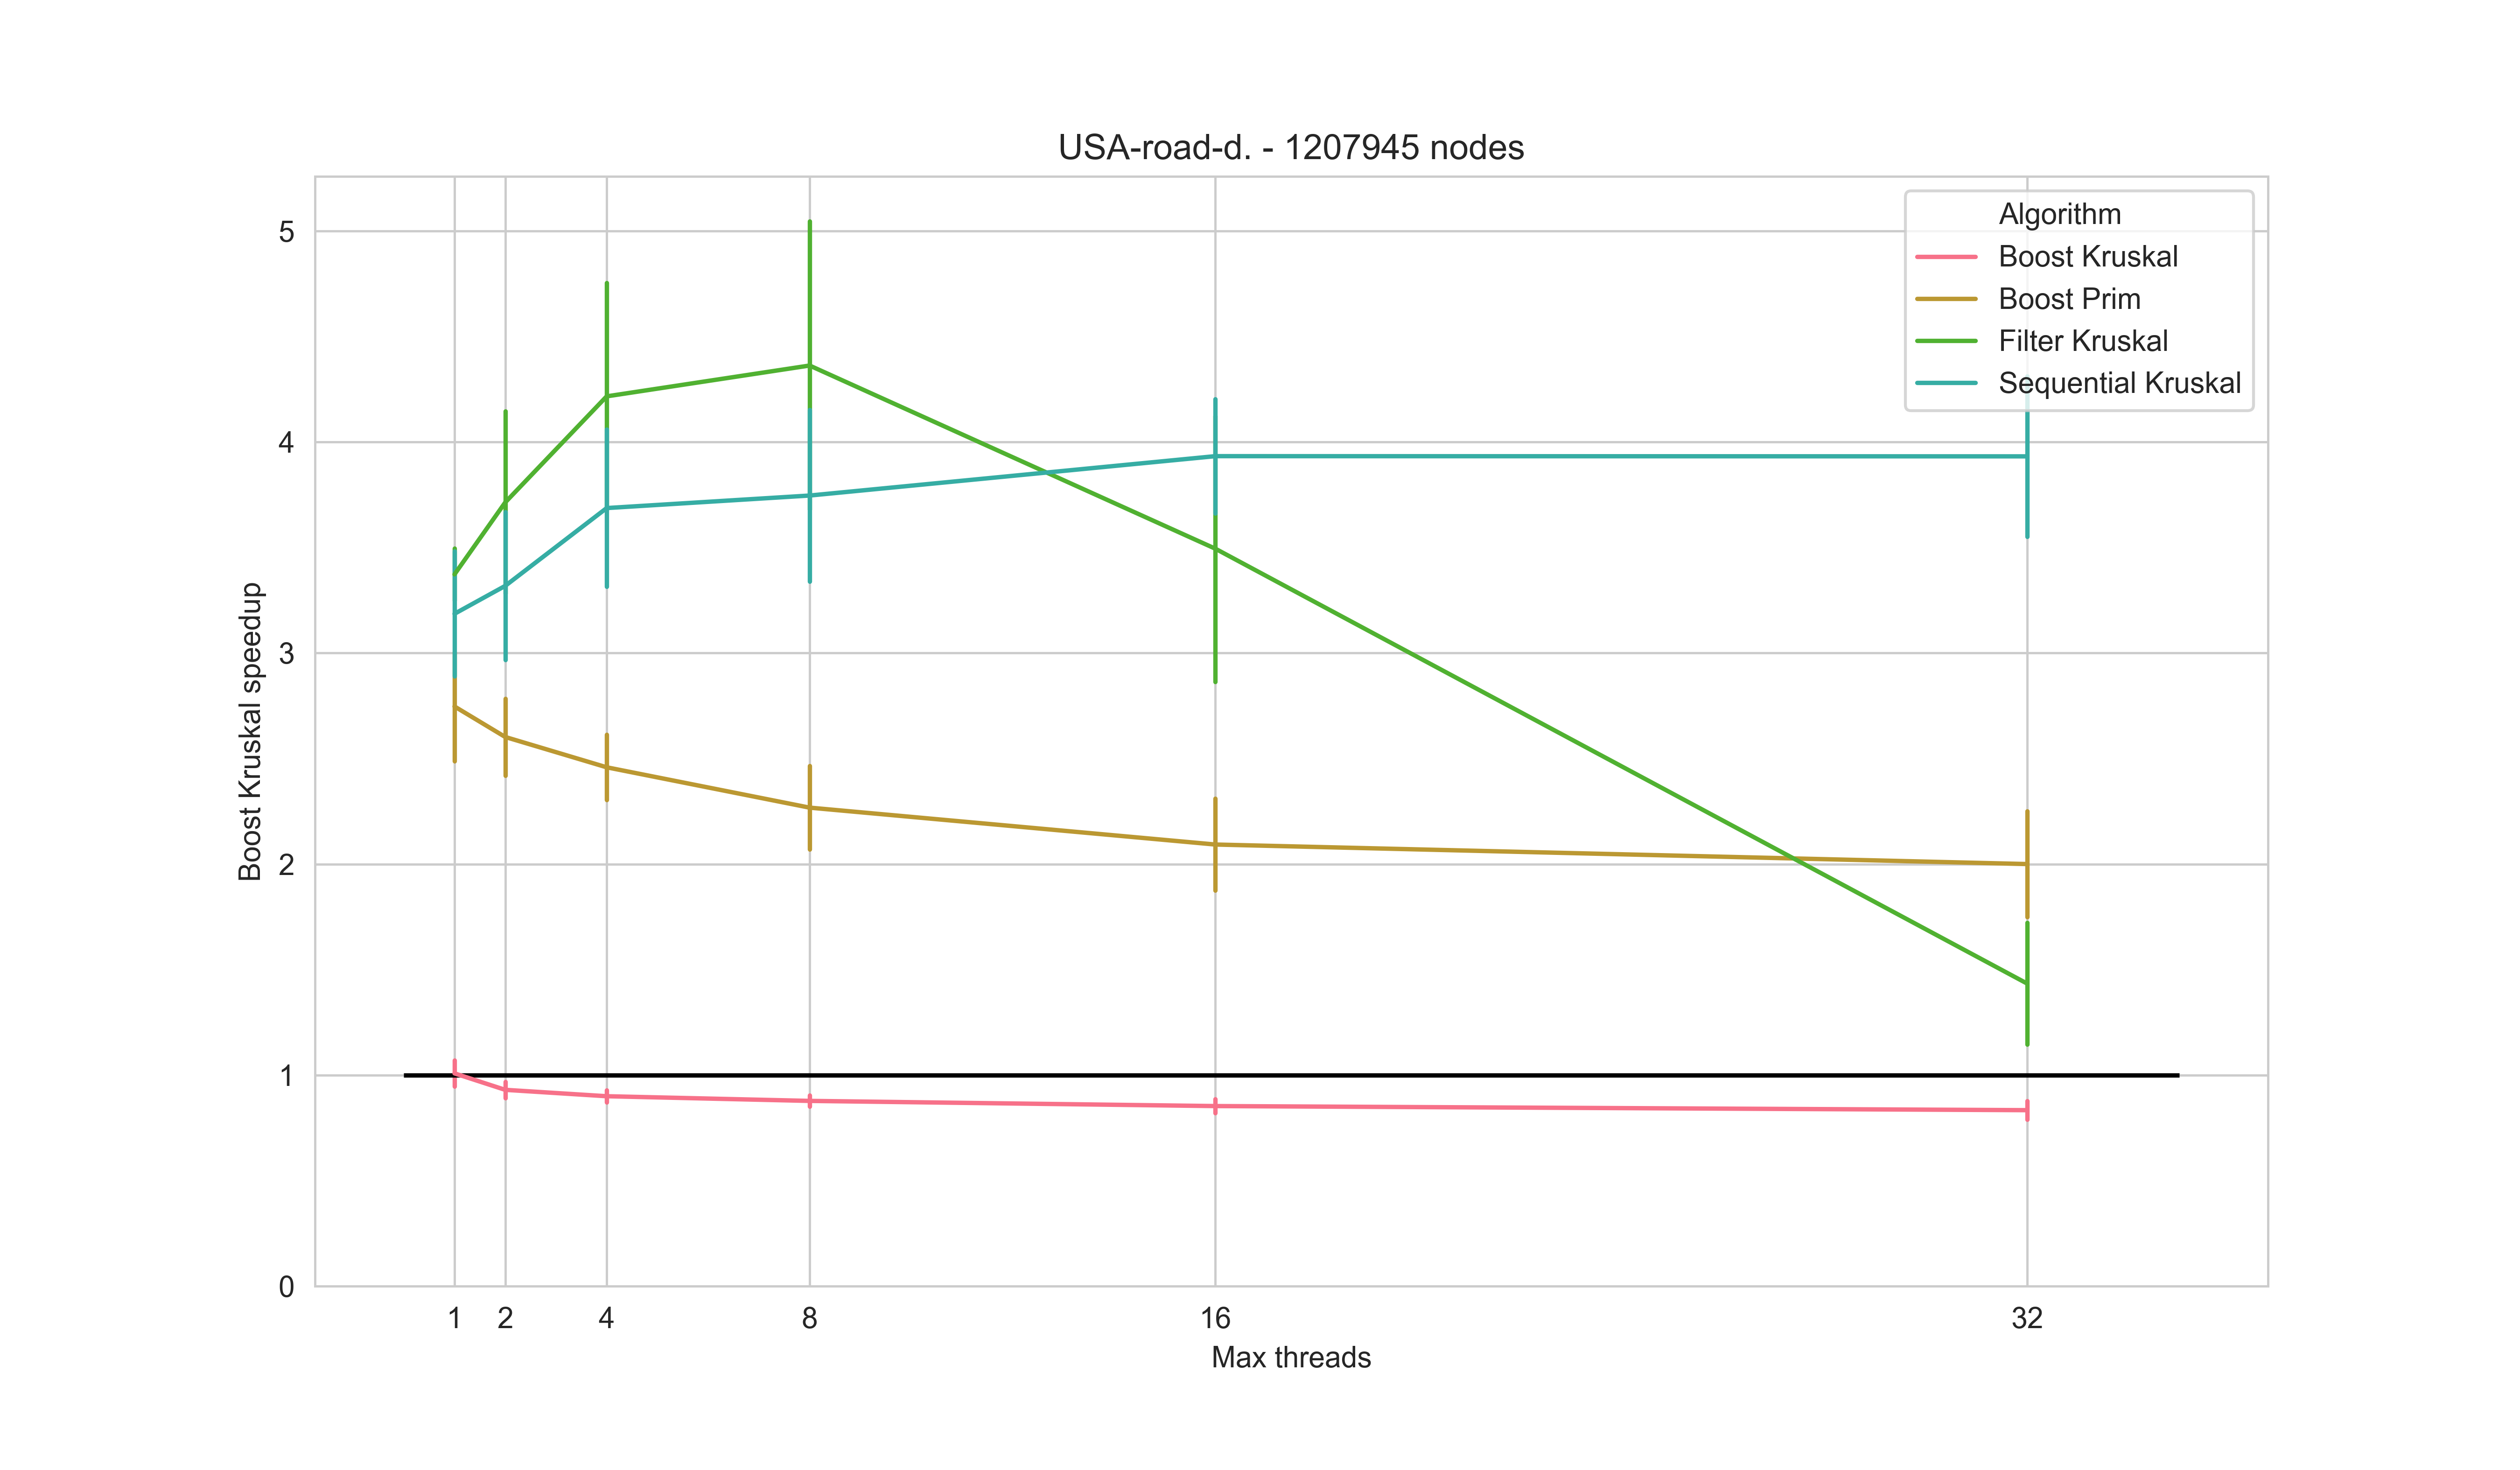 USA-road-d. - 1207945 nodes
Algorithm
Boost Kruskal
Boost Prim
Filter Kruskal
Sequential Kruskal
Boost Kruskal speedup
5
4
3
2
1
0
1 2 4 8 16 32
Max threads